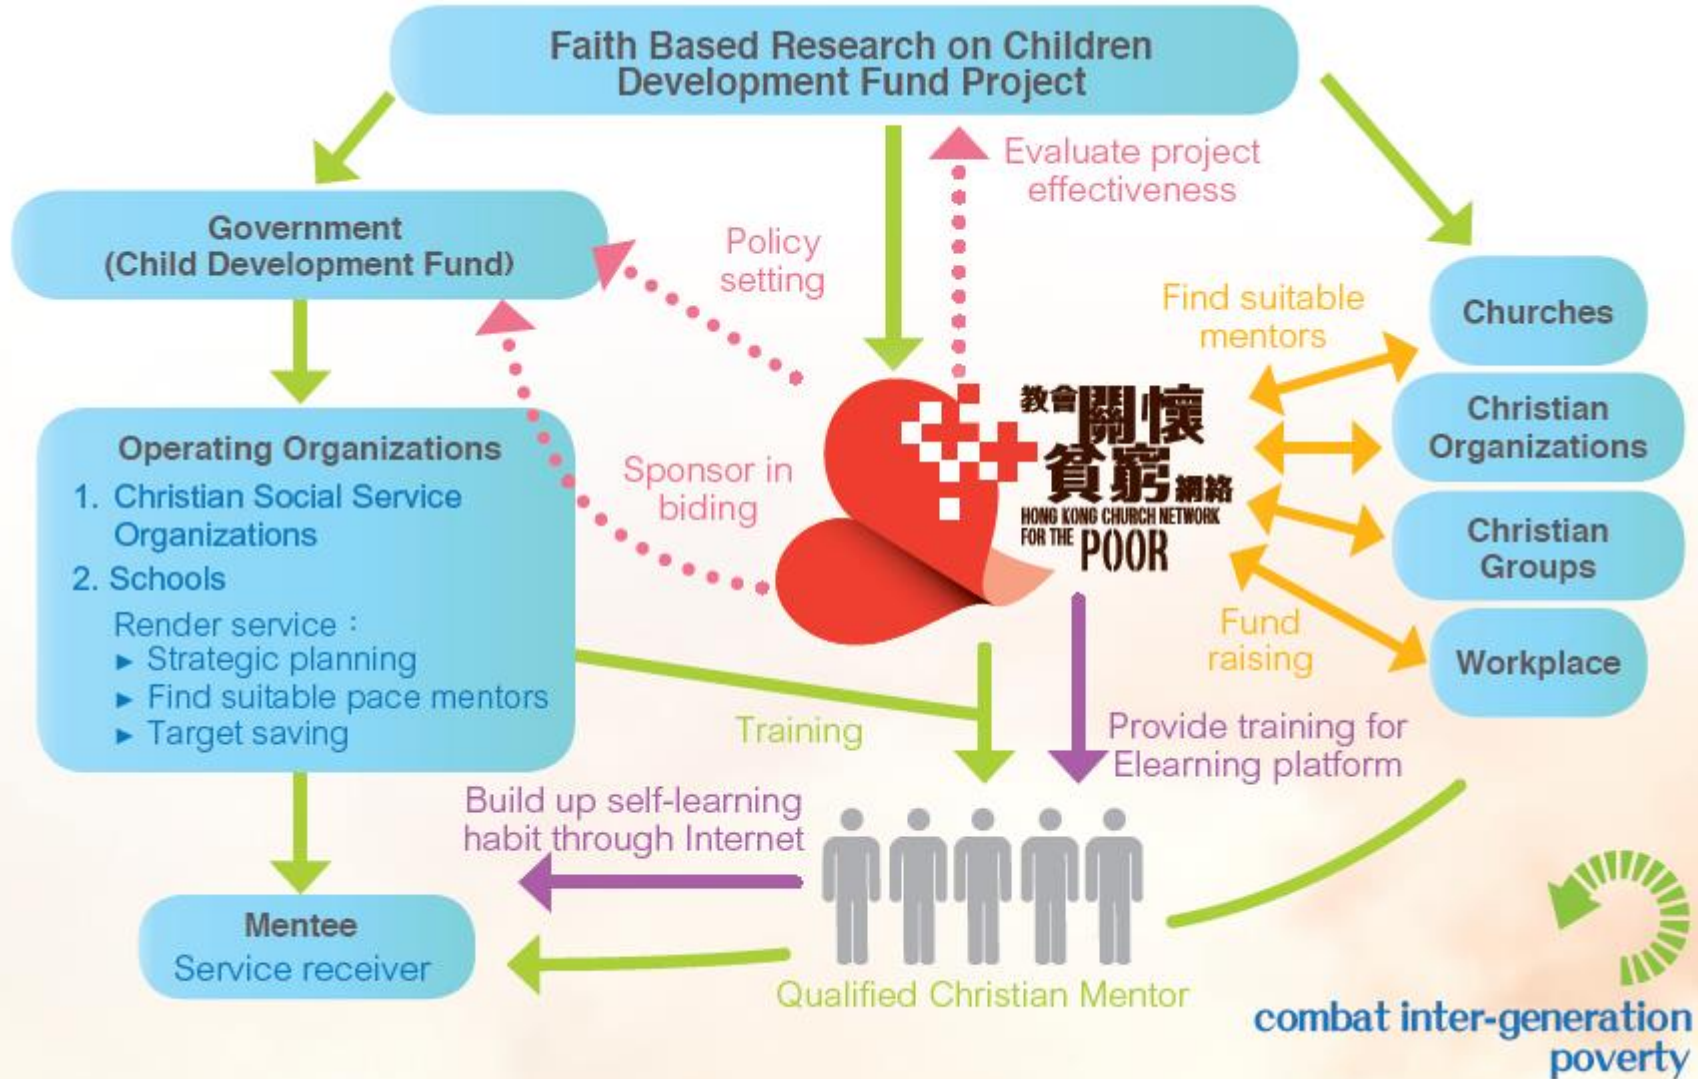 Faith Based Research on Children
Development Fund Project
Evaluate project
effectiveness
Government
(Child Development Fund)
Policy
setting
Find suitable
mentors
Churches
Christian
Organizations
Christian
Groups
Workplace
Operating Organizations
1. Christian Social Service
Organizations
2. Schools
Render service：
► Strategic planning
► Find suitable pace mentors
► Target saving
Sponsor in
biding
教會關懷
貧窮網絡
HONG KONG CHURCH NETWORK
FOR THE POOR
Fund
raising
Training
Provide training for
Elearning platform
Build up self-learning
habit through Internet
Mentee
Service receiver
Qualified Christian Mentor
combat inter-generation
poverty